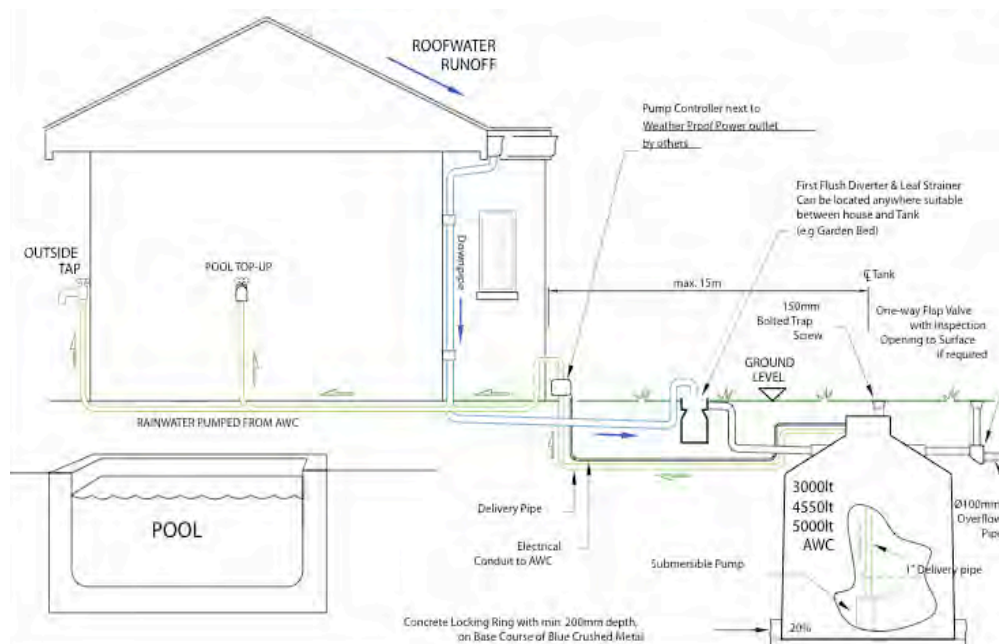 ROOFWATER
RUNOFF
Pump Controller next to
Weather Proof Power outlet
by others
First Flush Diverter & Leaf Strainer
Can be located anywhere suitable
between house and Tank
(e.g Garden Bed)
OUTSIDE
TAP
POOL TOP-UP
Downpipe
max. 15m
℄ Tank
150mm
Bolted Trap
Screw
One-way Flap Valve
with Inspection
Opening to Surface
if required
GROUND
LEVEL
RAINWATER PUMPED FROM AWC
POOL
Delivery Pipe
Electrical
Conduit to AWC
3000lt
4550lt
5000lt
AWC
Ø100mm
Overflow
Pipe
Submersible Pump
1" Delivery pipe
20%
Concrete Locking Ring with min. 200mm depth,
on Base Course of Blue Crushed Metal